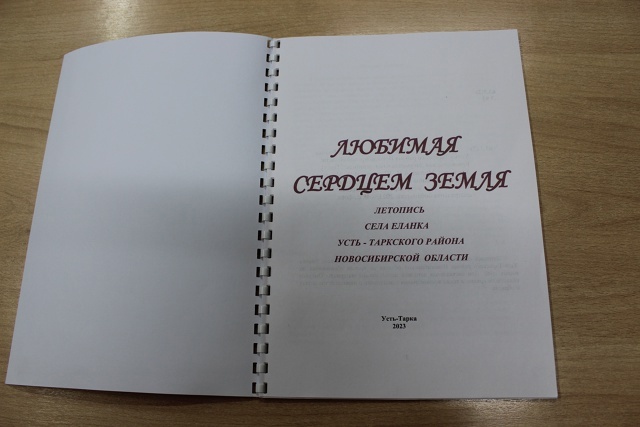 ЛЮБИМАЯ
СЕРДЦЕМ ЗЕМЛЯ
ЛЕТОПИСЬ
СЕЛА ЕЛАНКА
УСТЬ - ТАРКСКОГО РАЙОНА
НОВОСИБИРСКОЙ ОБЛАСТИ
Усть-Тарка
2023